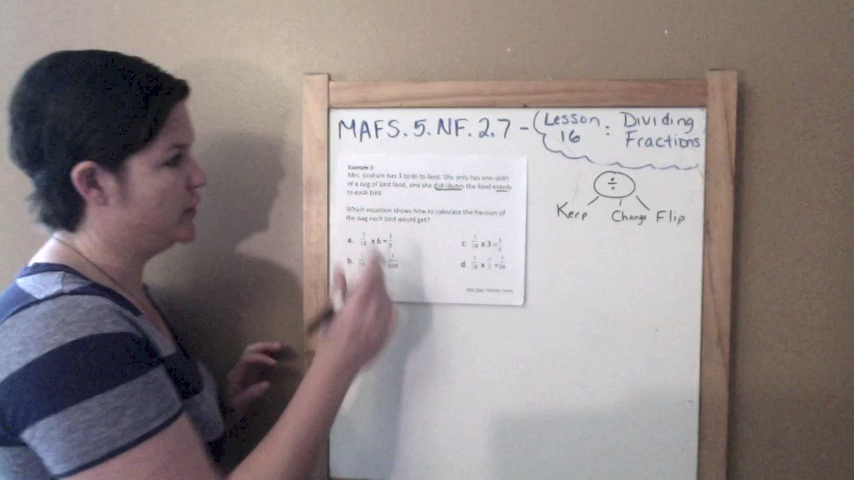 MAFS.5.NF.2.7 - Lesson 16 : Dividing Fractions
÷
Keep Change Flip
Mrs. Graham has 3 birds to feed. She only has one-sixth
of a bag of bird food, and she distributes the food evenly
to each bird.
Which equation shows how to calculate the fraction of
the bag each bird would get?
a. x 6 =
c. x 3 =
b.
d. x =